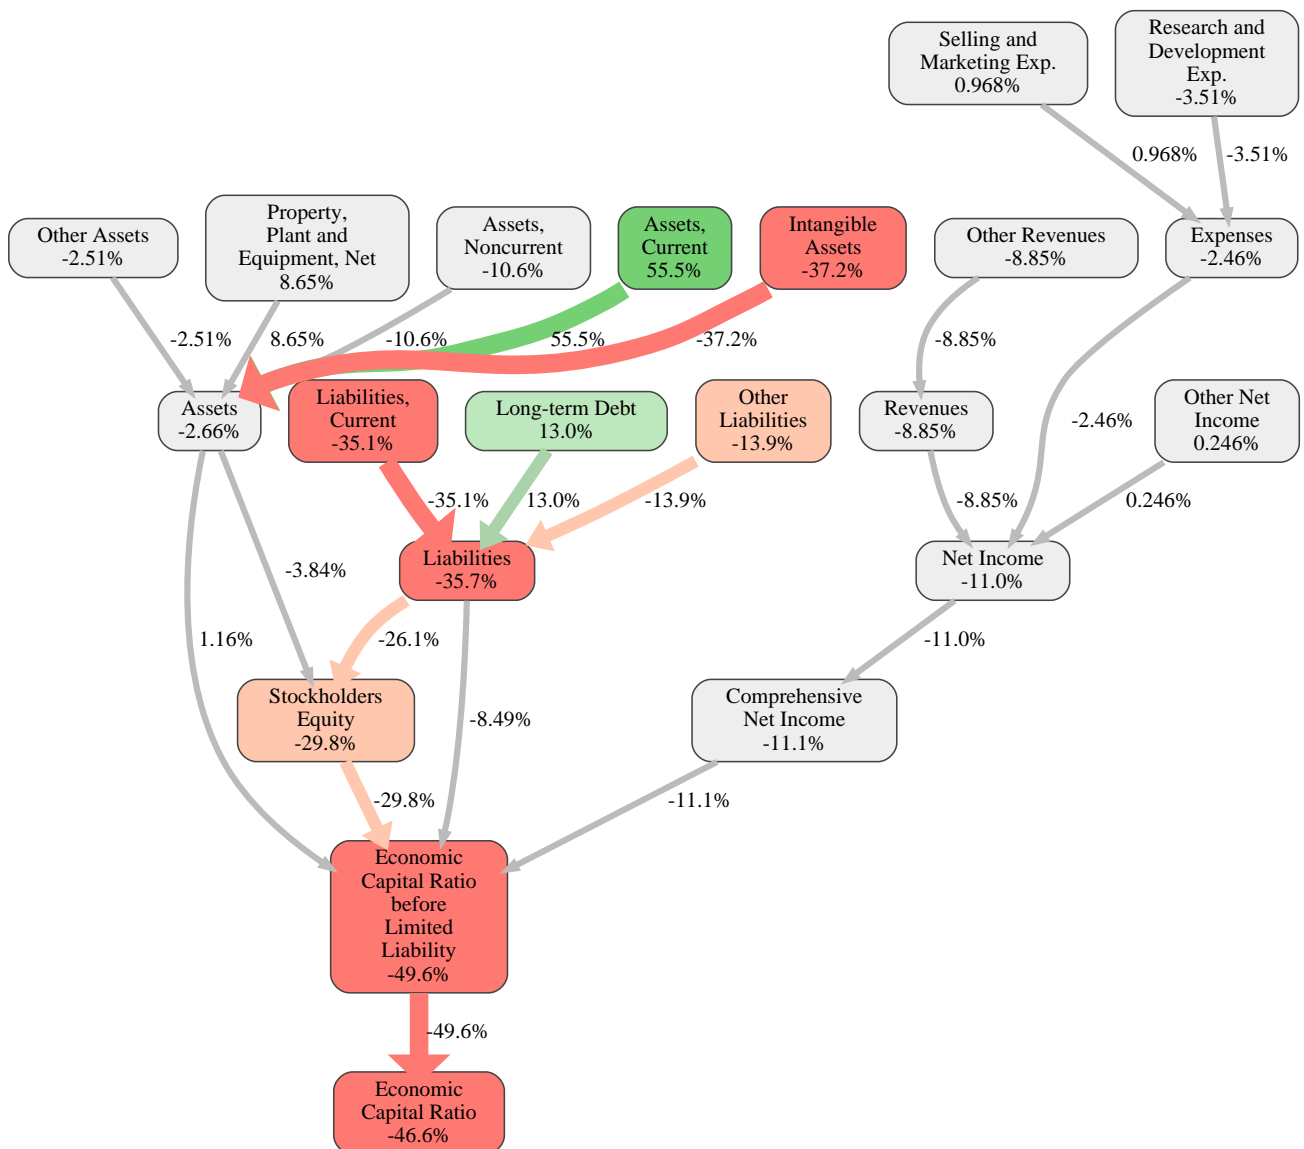 Selling and
Marketing Exp.
0.968%
Research and
Development
Exp.
-3.51%
0.968%
-3.51%
Other Assets
-2.51%
Property,
Plant and
Equipment, Net
8.65%
Assets,
Noncurrent
-10.6%
Assets,
Current
55.5%
Intangible
Assets
-37.2%
Other Revenues
-8.85%
Expenses
-2.46%
-2.51%
8.65%
-10.6%
55.5%
-37.2%
-8.85%
Assets
-2.66%
Liabilities,
Current
-35.1%
Long-term Debt
13.0%
Other
Liabilities
-13.9%
Revenues
-8.85%
-2.46%
Other Net
Income
0.246%
-35.1%
13.0%
-13.9%
-8.85%
0.246%
-3.84%
Liabilities
-35.7%
Net Income
-11.0%
1.16%
-26.1%
-11.0%
Stockholders
Equity
-29.8%
-8.49%
Comprehensive
Net Income
-11.1%
-29.8%
-11.1%
Economic
Capital Ratio
before
Limited
Liability
-49.6%
-49.6%
Economic
Capital Ratio
-46.6%